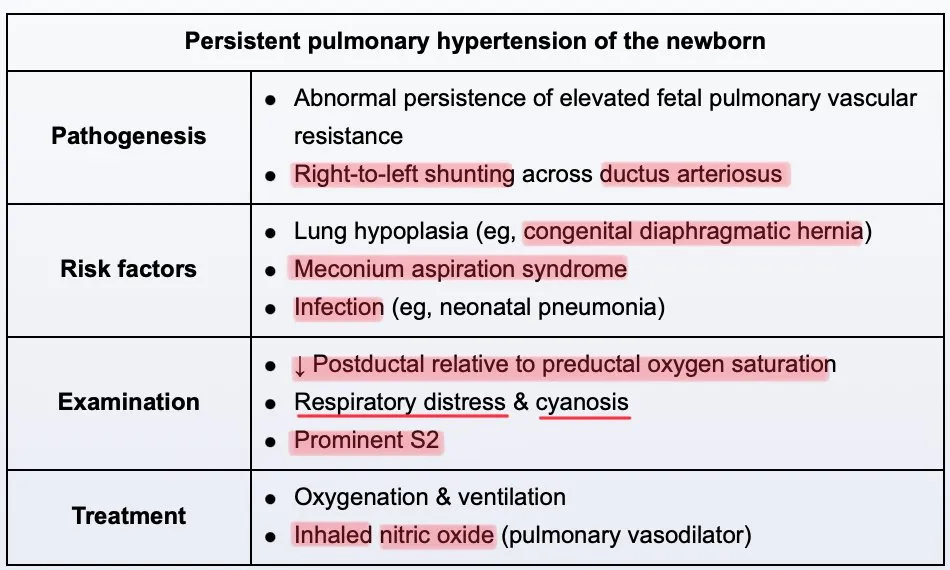 Persistent pulmonary hypertension of the newborn
Pathogenesis
● Abnormal persistence of elevated fetal pulmonary vascular
resistance
● Right-to-left shunting across ductus arteriosus
Risk factors
● Lung hypoplasia (eg, congenital diaphragmatic hernia)
● Meconium aspiration syndrome
● Infection (eg, neonatal pneumonia)
Examination
● ↓ Postductal relative to preductal oxygen saturation
● Respiratory distress & cyanosis
● Prominent S2
Treatment
● Oxygenation & ventilation
● Inhaled nitric oxide (pulmonary vasodilator)